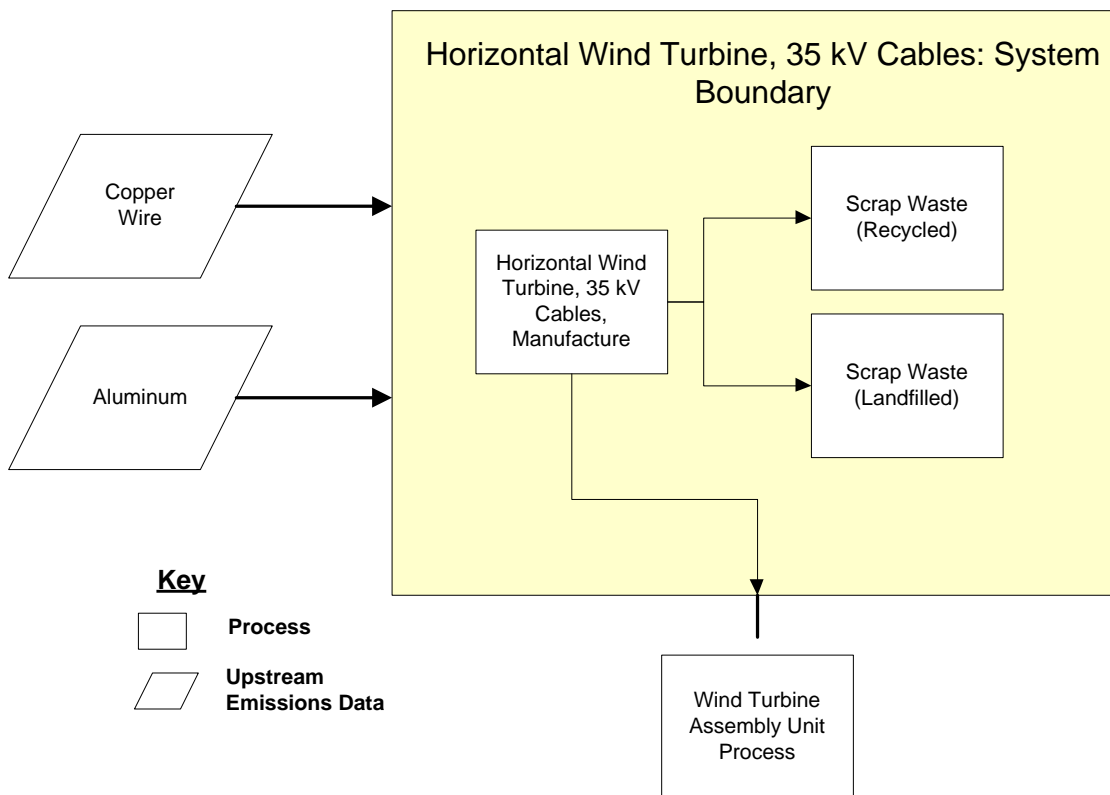 Horizontal Wind Turbine, 35 kV Cables: System
Boundary
Copper
Wire
Aluminum
Horizontal Wind
Turbine, 35 kV
Cables,
Manufacture
Scrap Waste
(Recycled)
Scrap Waste
(Landfilled)
Key
Process
Upstream
Emissions Data
Wind Turbine
Assembly Unit
Process